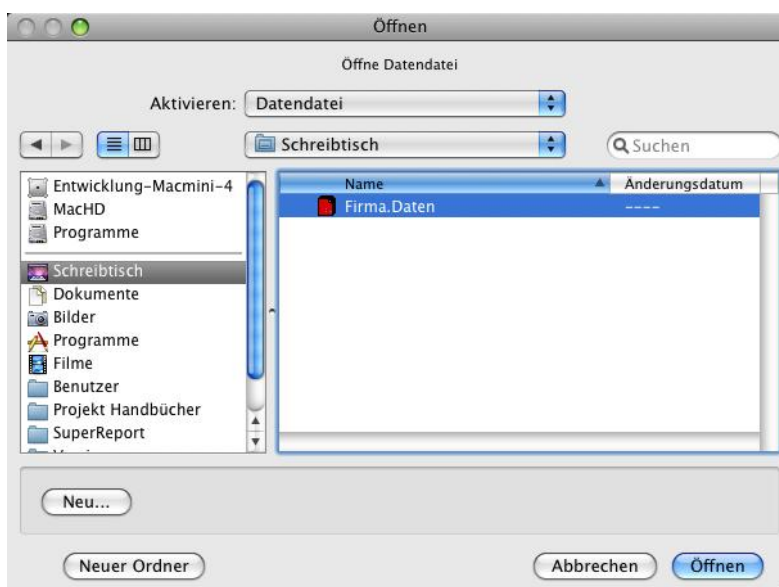 Öffnen
Öffne Datendatei
Aktivieren: Datendatei
Schreibtisch
Suchen
Entwicklung-Macmini-4
MacHD
Programme
Schreibtisch
Dokumente
Bilder
Programme
Filme
Benutzer
Projekt Handbücher
SuperReport
Name Änderungsdatum
Firma.Daten ----
Neu...
Neuer Ordner Abbrechen Öffnen